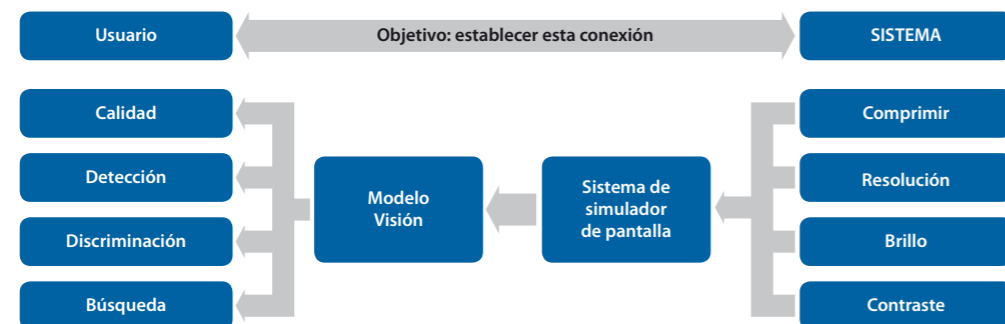 Usuario
Objetivo: establecer esta conexión
SISTEMA
Calidad
Detección
Discriminación
Búsqueda
Modelo
Visión
Sistema de
simulador
de pantalla
Comprimir
Resolución
Brillo
Contraste